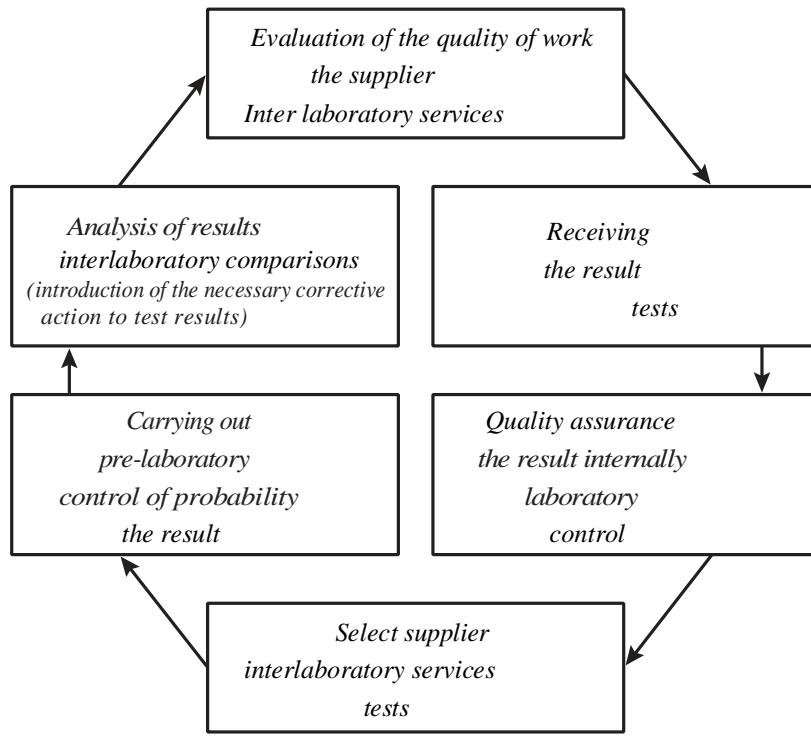 Evaluation of the quality of work
the supplier
Inter laboratory services
Analysis of results
interlaboratory comparisons
(introduction of the necessary corrective
action to test results)
Receiving
the result
tests
Carrying out
pre-laboratory
control of probability
the result
Quality assurance
the result internally
laboratory
control
Select supplier
interlaboratory services
tests